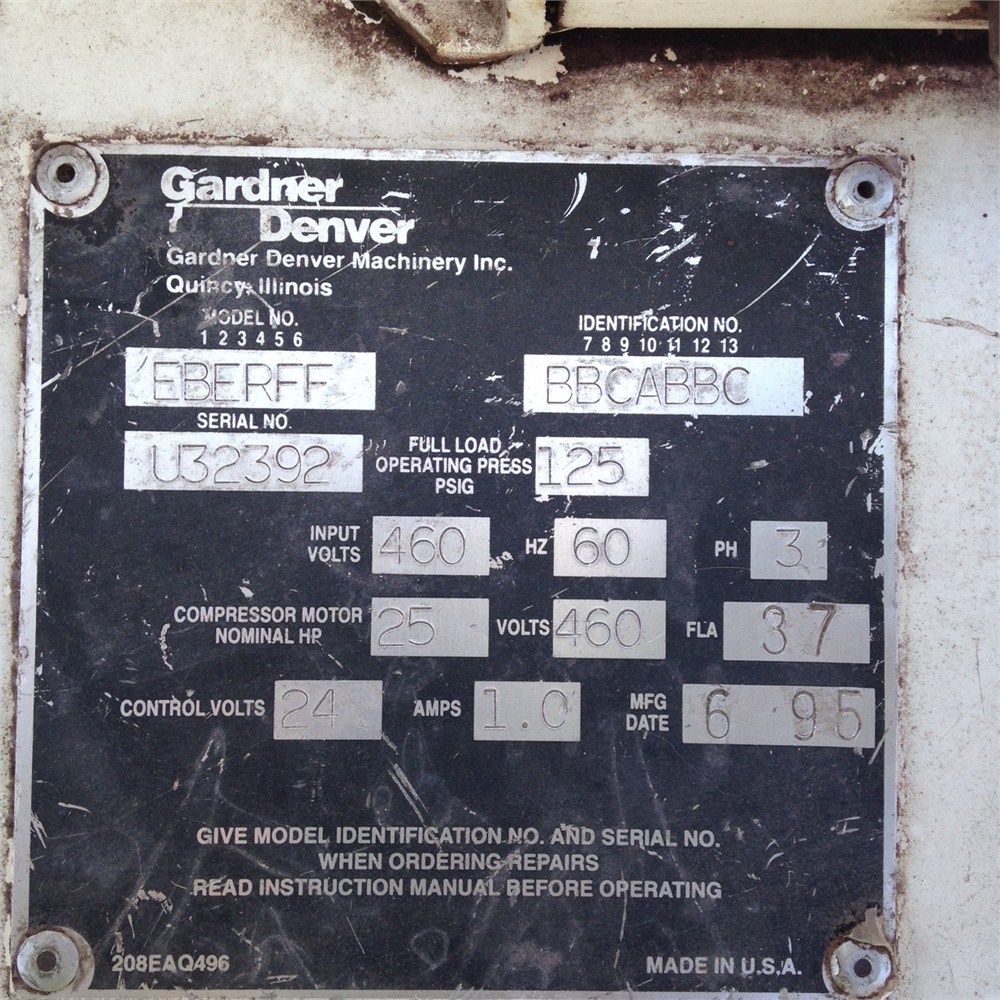 Gardner
Denver
Gardner Denver Machinery Inc.
Quincy, Illinois
MODEL NO.
1 2 3 4 5 6
EBERFF
IDENTIFICATION NO.
7 8 9 10 11 12 13
BBCABBC
SERIAL NO.
U32392
FULL LOAD
OPERATING PRESS
PSIG
125
INPUT
VOLTS
460
HZ
60
PH
3
COMPRESSOR MOTOR
NOMINAL HP
25
VOLTS
460
FLA
37
CONTROL VOLTS
24
AMPS
1.0
MFG
DATE
6 95
GIVE MODEL IDENTIFICATION NO. AND SERIAL NO.
WHEN ORDERING REPAIRS
READ INSTRUCTION MANUAL BEFORE OPERATING
208EAQ496
MADE IN U.S.A.